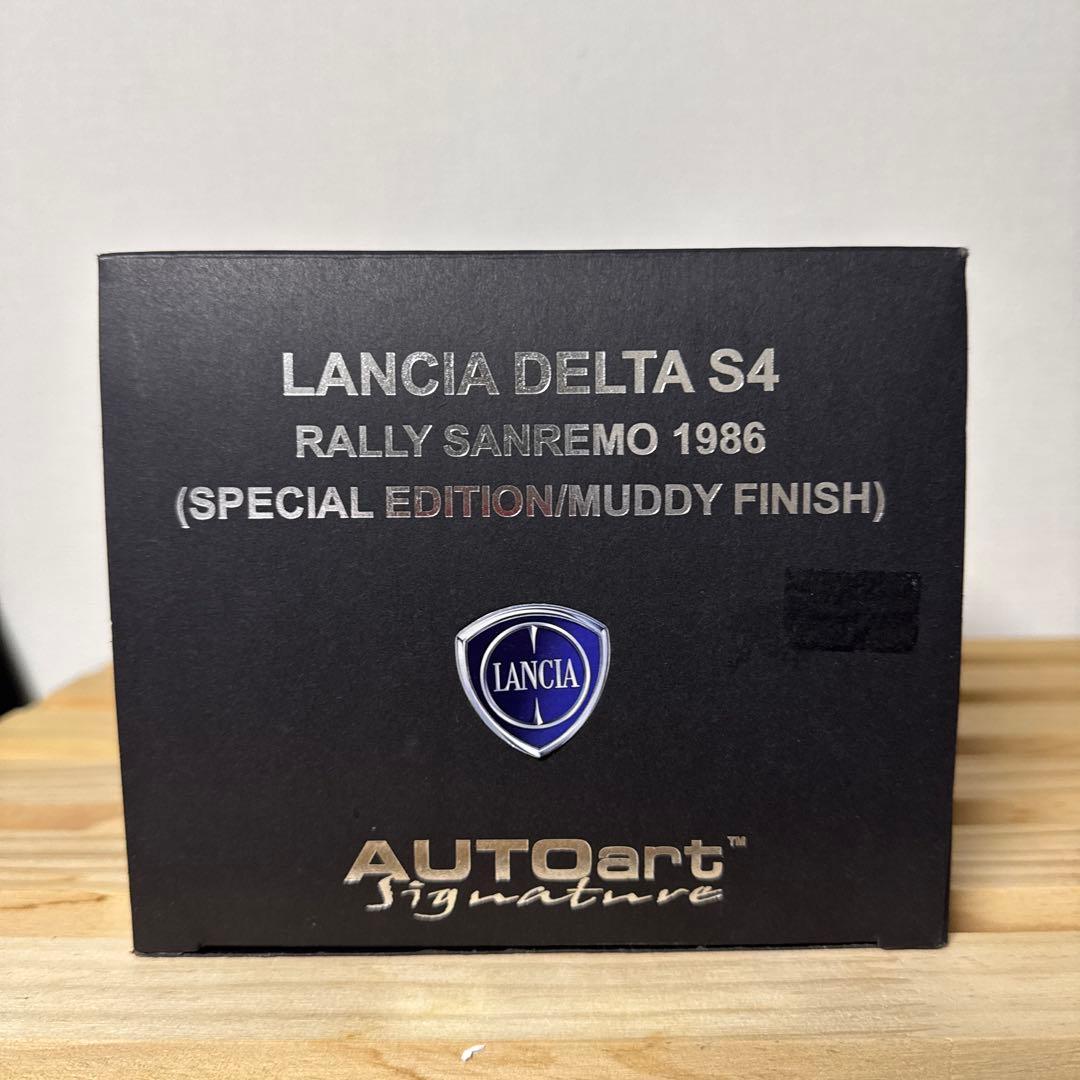 LANCIA DELTA S4
RALLY SANREMO 1986
(SPECIAL EDITION/MUDDY FINISH)
LANCIA
AUTOart™
Signature